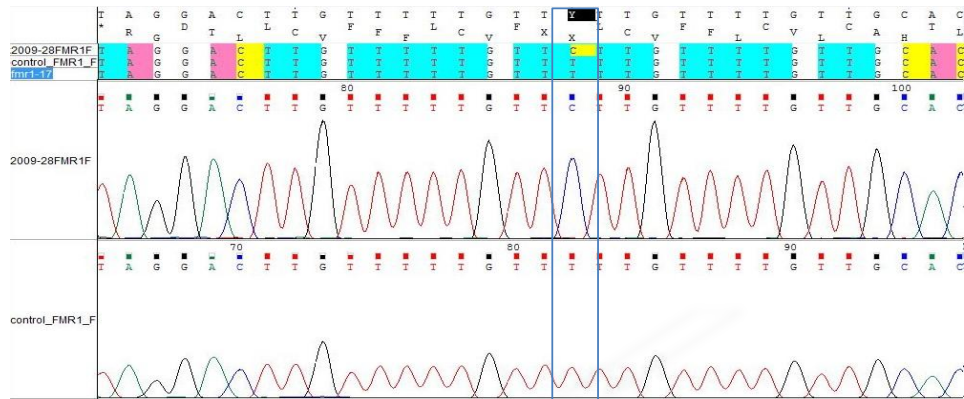 T A G G A C T T G T T T T T G T T Y T T G T T T T G T T G C A C
* D L F L F L F C C T
R T C F C X C F V A L
G L V F V X V L L H
2009-28FMR1F T A G G A C T T G T T T T T G T T C T T G T T T T G T T G C A C
control_FMR1_F T A G G A C T T G T T T T T G T T T T T G T T T T G T T G C A C
fmr1-17 T A G G A C T T G T T T T T G T T T T T G T T T T G T T G C A C
80 90 100
T A G G A C T T G T T T T T G T T C T T G T T T T G T T G C A C
2009-28FMR1F
70 80 90
T A G G A C T T G T T T T T G T T T T T G T T T T G T T G C A C
control_FMR1_F